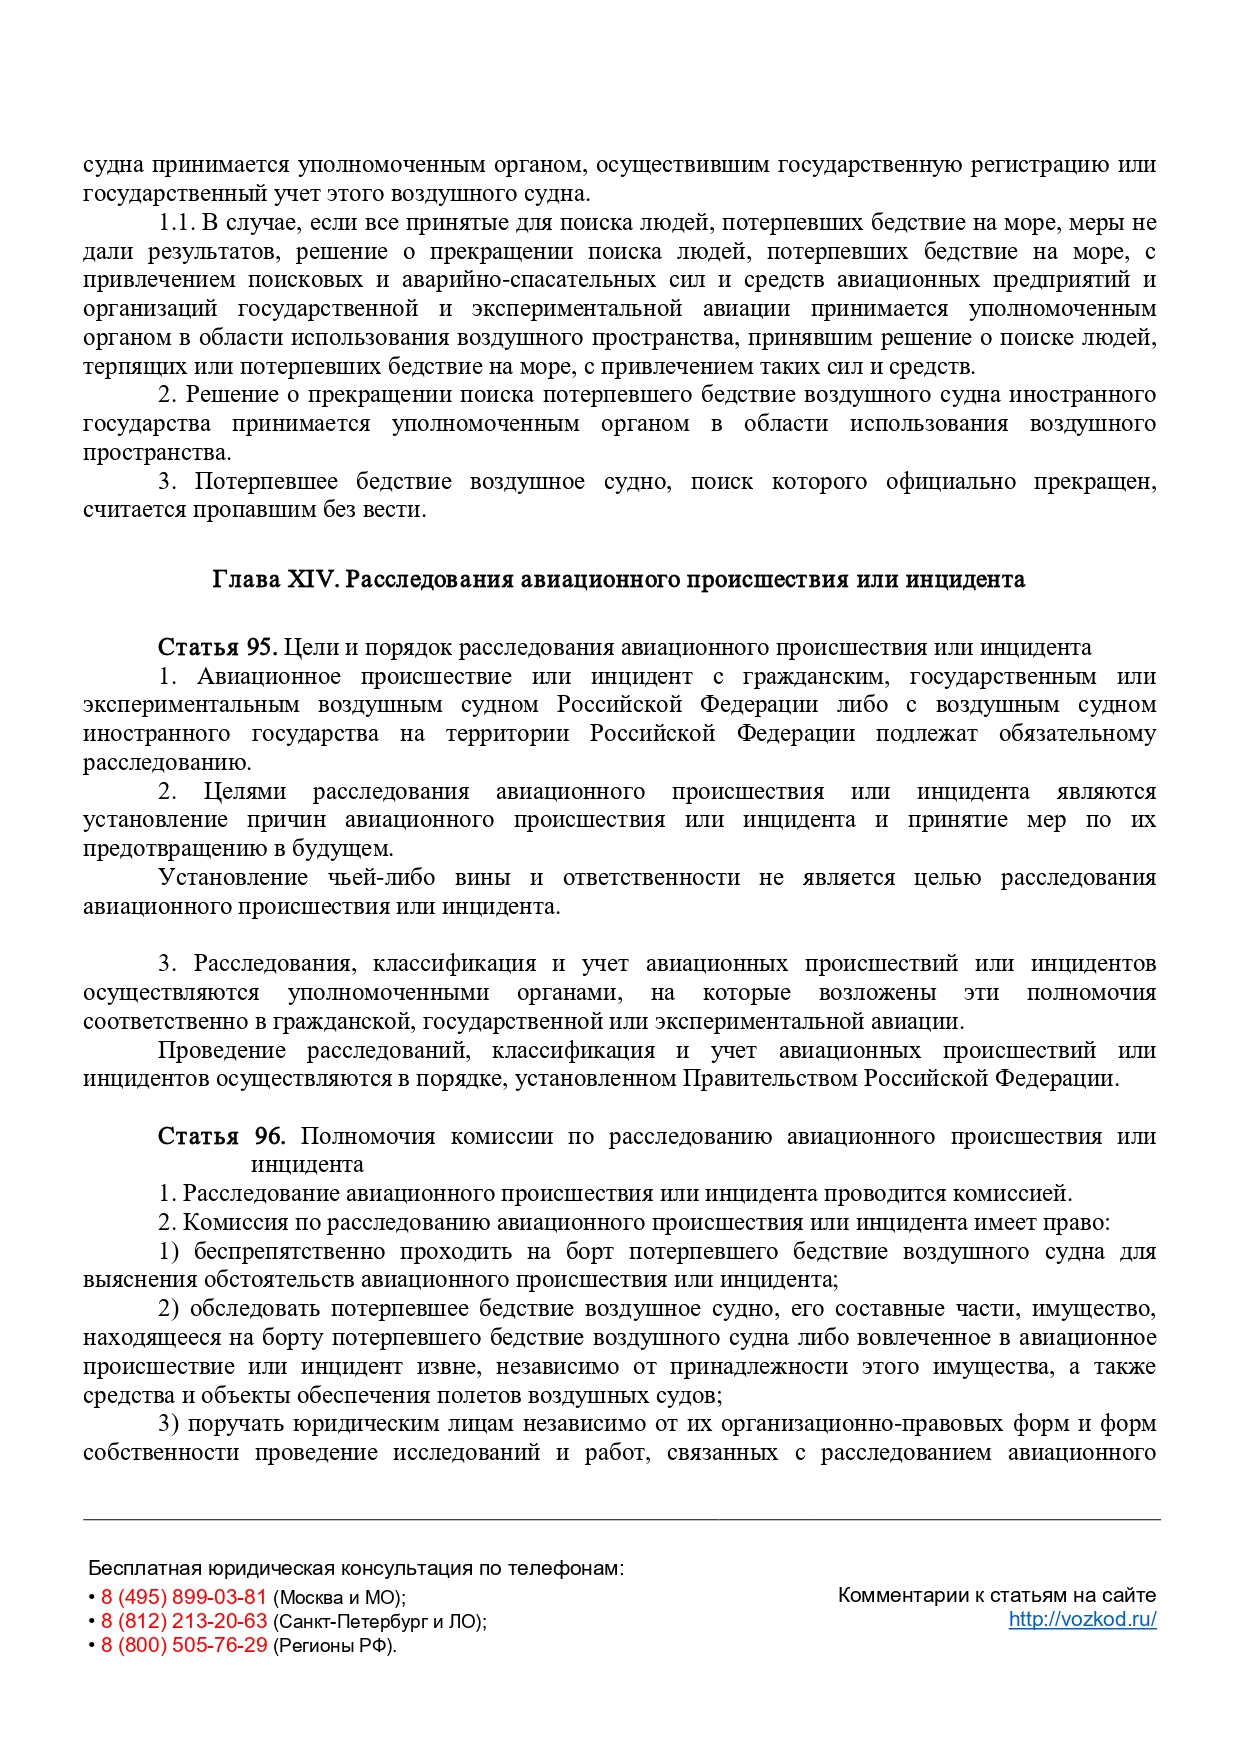 судна принимается уполномоченным органом, осуществившим государственную регистрацию или
государственный учет этого воздушного судна.
1.1. В случае, если все принятые для поиска людей, потерпевших бедствие на море, меры не
дали результатов, решение о прекращении поиска людей, потерпевших бедствие на море, с
привлечением поисковых и аварийно-спасательных сил и средств авиационных предприятий и
организаций государственной и экспериментальной авиации принимается уполномоченным
органом в области использования воздушного пространства, принявшим решение о поиске людей,
терпящих или потерпевших бедствие на море, с привлечением таких сил и средств.
2. Решение о прекращении поиска потерпевшего бедствие воздушного судна иностранного
государства принимается уполномоченным органом в области использования воздушного
пространства.
3. Потерпевшее бедствие воздушное судно, поиск которого официально прекращен,
считается пропавшим без вести.
Глава XIV. Расследования авиационного происшествия или инцидента
Статья 95. Цели и порядок расследования авиационного происшествия или инцидента
1. Авиационное происшествие или инцидент с гражданским, государственным или
экспериментальным воздушным судном Российской Федерации либо с воздушным судном
иностранного государства на территории Российской Федерации подлежат обязательному
расследованию.
2. Целями расследования авиационного происшествия или инцидента являются
установление причин авиационного происшествия или инцидента и принятие мер по их
предотвращению в будущем.
Установление чьей-либо вины и ответственности не является целью расследования
авиационного происшествия или инцидента.
3. Расследования, классификация и учет авиационных происшествий или инцидентов
осуществляются уполномоченными органами, на которые возложены эти полномочия
соответственно в гражданской, государственной или экспериментальной авиации.
Проведение расследований, классификация и учет авиационных происшествий или
инцидентов осуществляются в порядке, установленном Правительством Российской Федерации.
Статья 96. Полномочия комиссии по расследованию авиационного происшествия или
инцидента
1. Расследование авиационного происшествия или инцидента проводится комиссией.
2. Комиссия по расследованию авиационного происшествия или инцидента имеет право:
1) беспрепятственно проходить на борт потерпевшего бедствие воздушного судна для
выяснения обстоятельств авиационного происшествия или инцидента;
2) обследовать потерпевшее бедствие воздушное судно, его составные части, имущество,
находящееся на борту потерпевшего бедствие воздушного судна либо вовлеченное в авиационное
происшествие или инцидент извне, независимо от принадлежности этого имущества, а также
средства и объекты обеспечения полетов воздушных судов;
3) поручать юридическим лицам независимо от их организационно-правовых форм и форм
собственности проведение исследований и работ, связанных с расследованием авиационного
Бесплатная юридическая консультация по телефонам:
• 8 (495) 899-03-81 (Москва и МО);
• 8 (812) 213-20-63 (Санкт-Петербург и ЛО);
• 8 (800) 505-76-29 (Регионы РФ).
Комментарии к статьям на сайте
http://vozkod.ru/